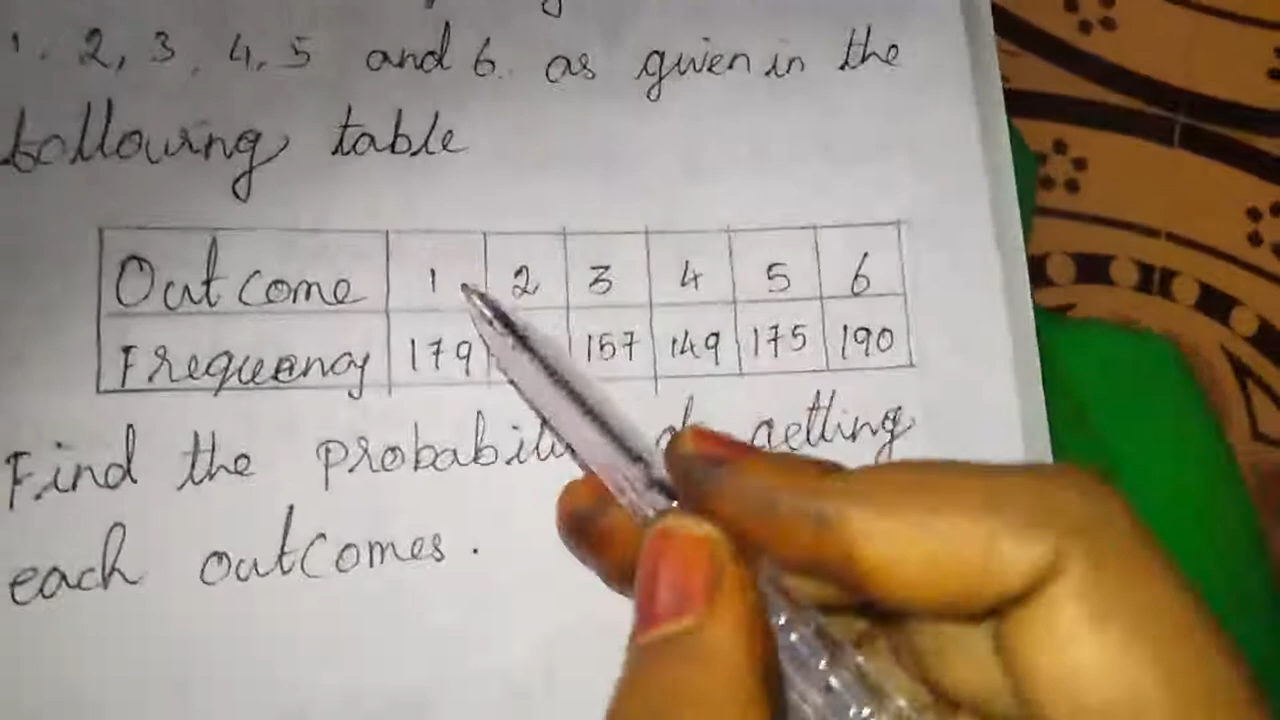 1. 2, 3, 4, 5 and 6. as given in the
following table
Outcome 1 2 3 4 5 6
Frequency 179 157 149 175 190
Find the getting
each outcomes.